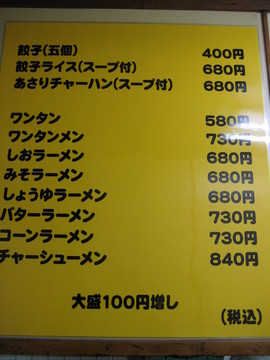 餃子(五個) 400円
餃子ライス(スープ付) 680円
あさりチャーハン(スープ付) 680円
ワンタン 580円
ワンタンメン 730円
しおラーメン 680円
みそラーメン 680円
しょうゆラーメン 680円
バターラーメン 730円
コーンラーメン 730円
チャーシューメン 840円
大盛100円増し
(税込)